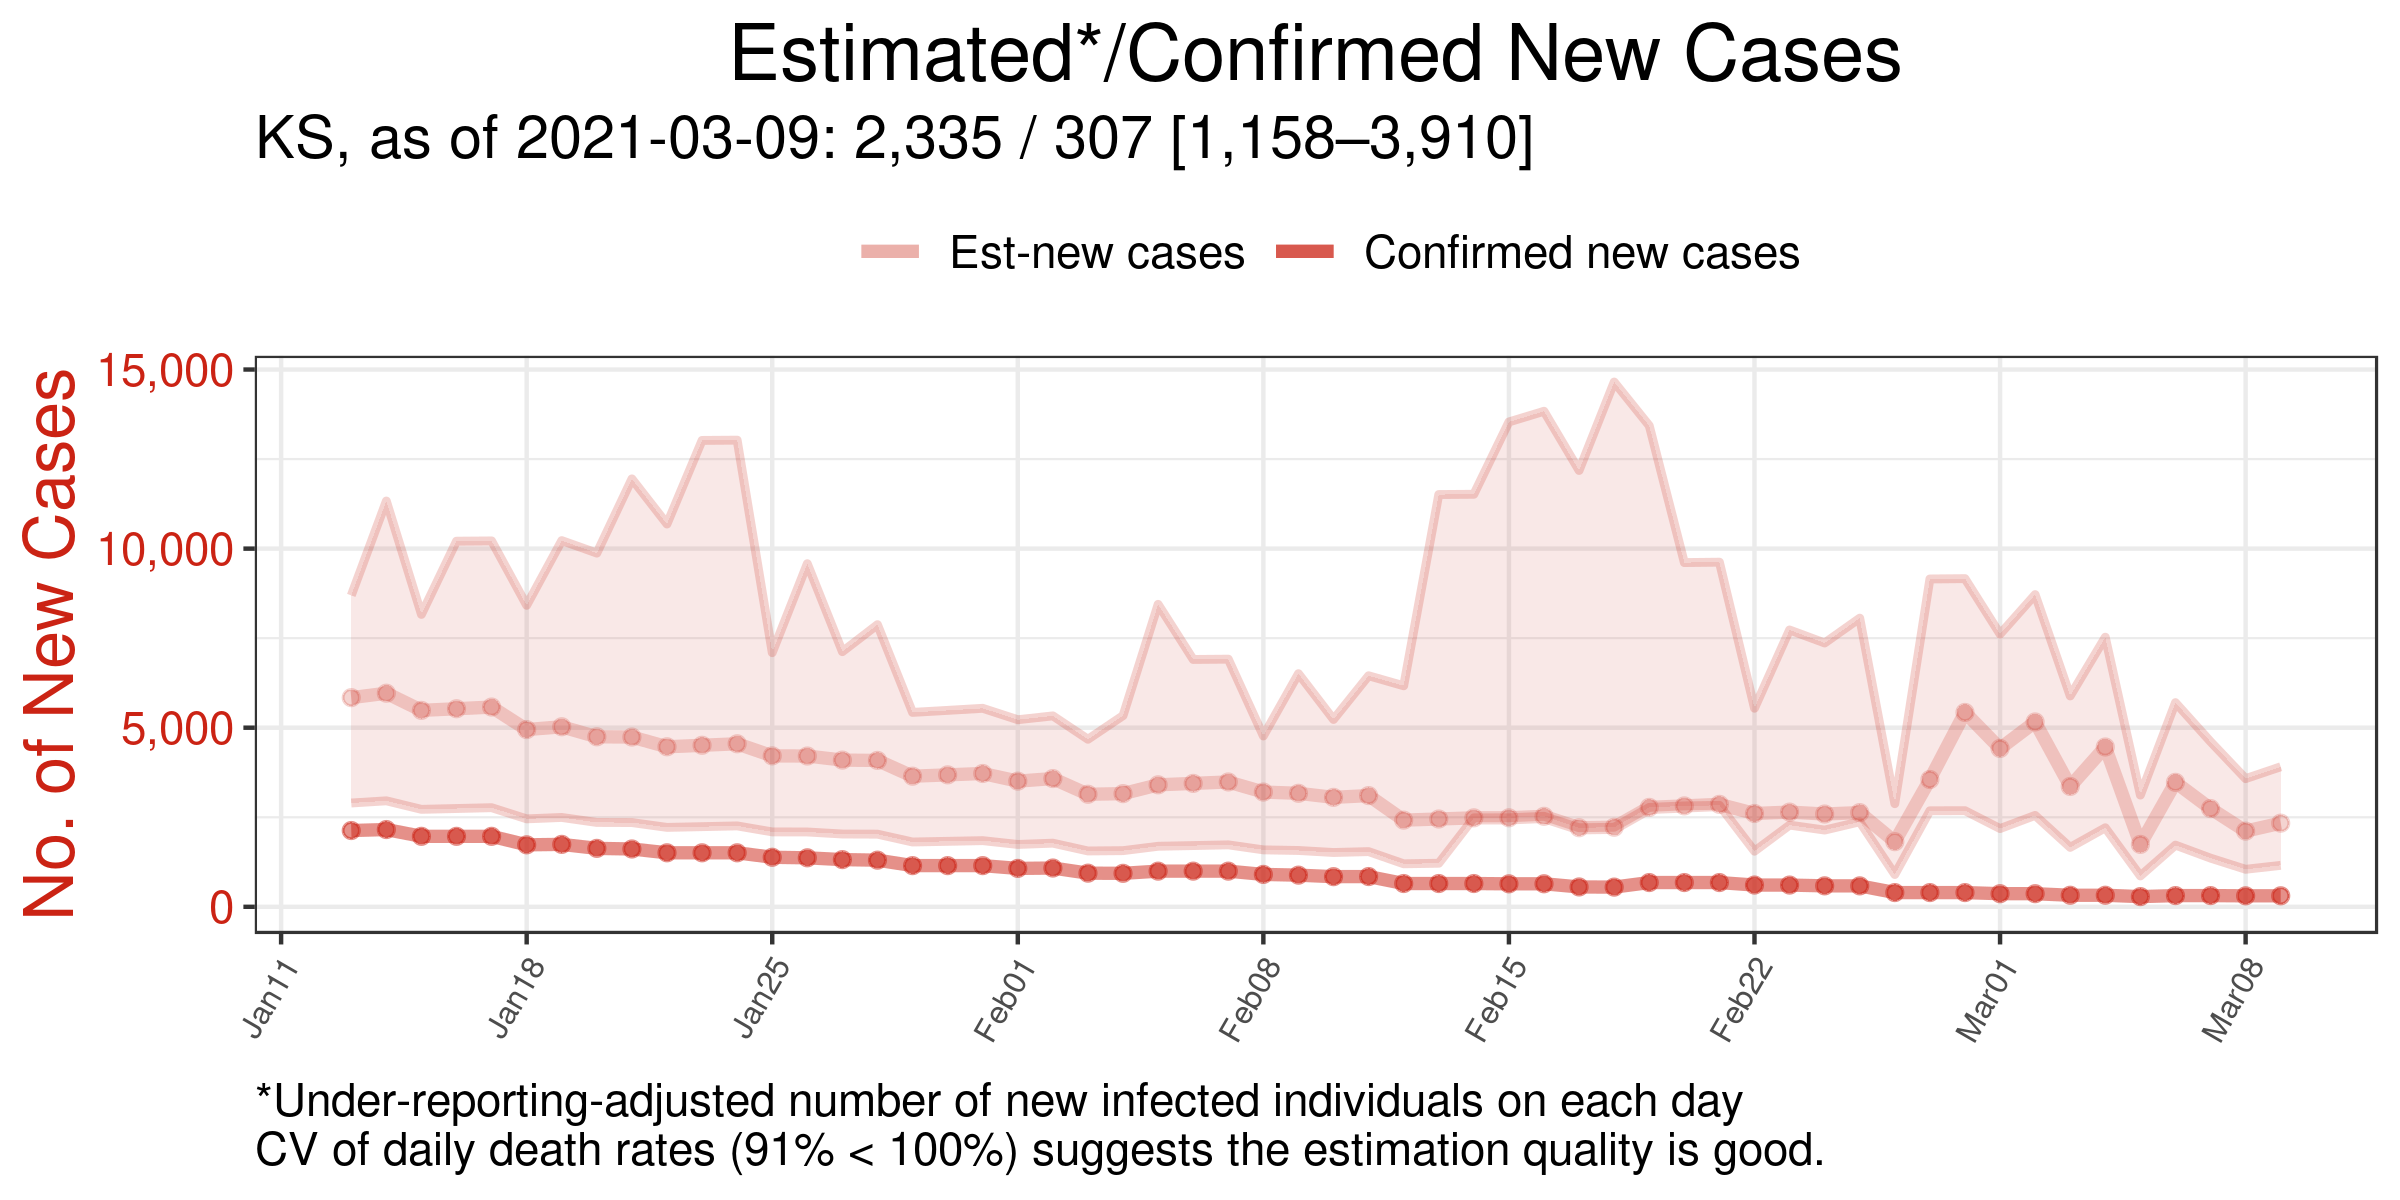 Estimated*/Confirmed New Cases
KS, as of 2021-03-09: 2,335 / 307 [1,158–3,910]
Est-new cases
Confirmed new cases
No. of New Cases
15,000
10,000
5,000
0
Jan11
Jan18
Jan25
Feb01
Feb08
Feb15
Feb22
Mar01
Mar08
*Under-reporting-adjusted number of new infected individuals on each day
CV of daily death rates (91% < 100%) suggests the estimation quality is good.